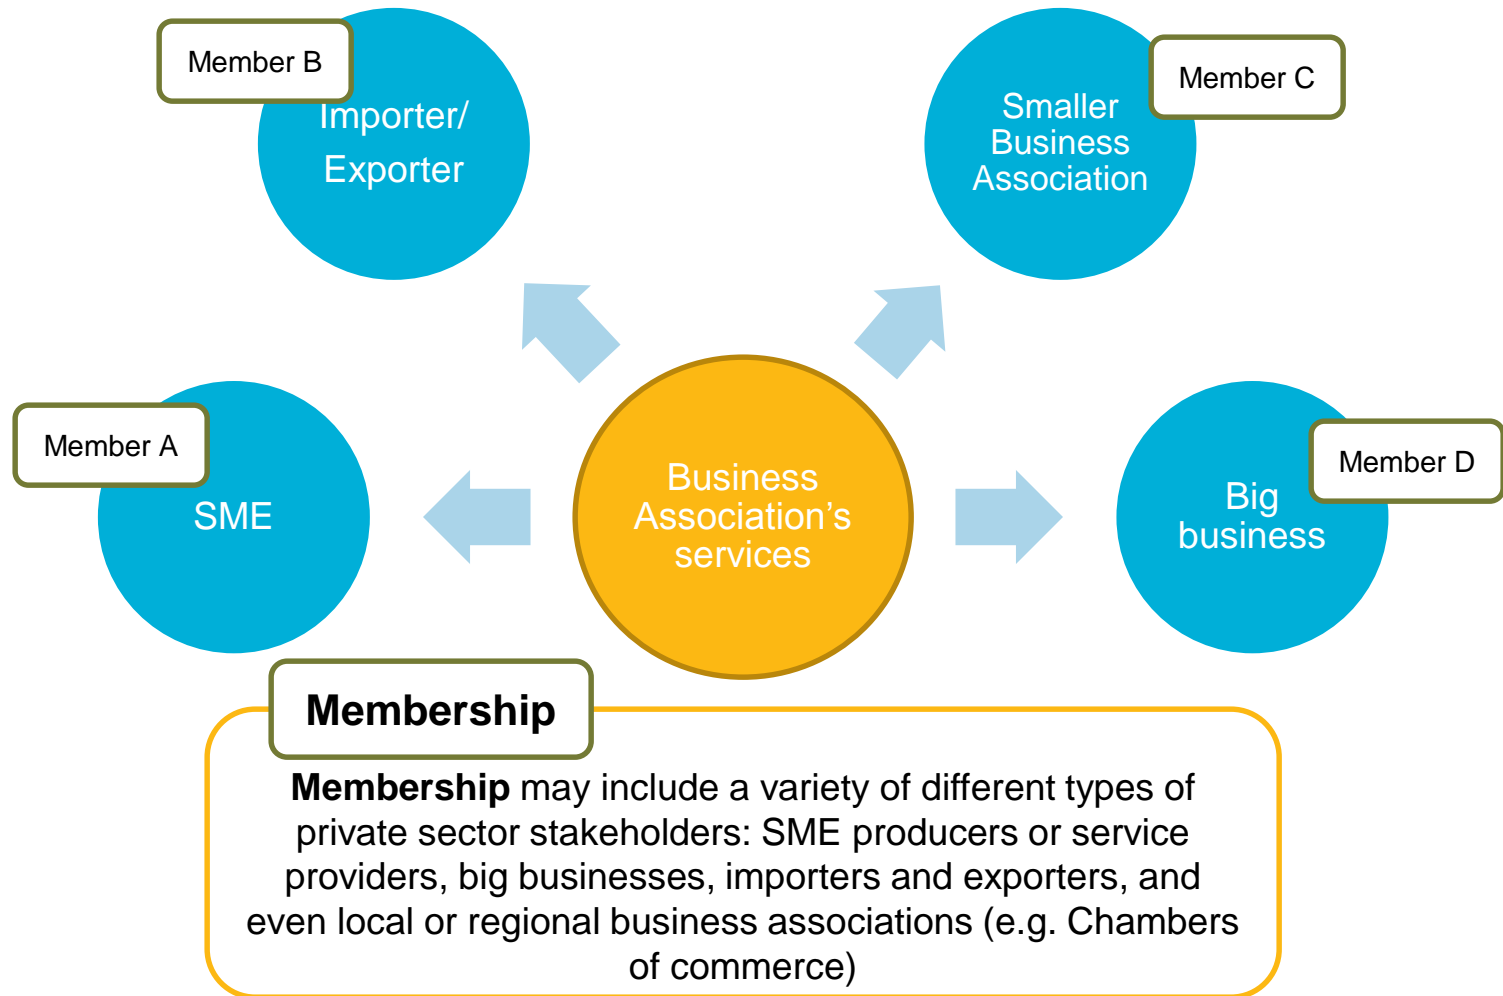 Member B
Importer/
Exporter
Member C
Smaller
Business
Association
Member A
SME
Business
Association’s
services
Member D
Big
business
Membership
Membership may include a variety of different types of
private sector stakeholders: SME producers or service
providers, big businesses, importers and exporters, and
even local or regional business associations (e.g. Chambers
of commerce)